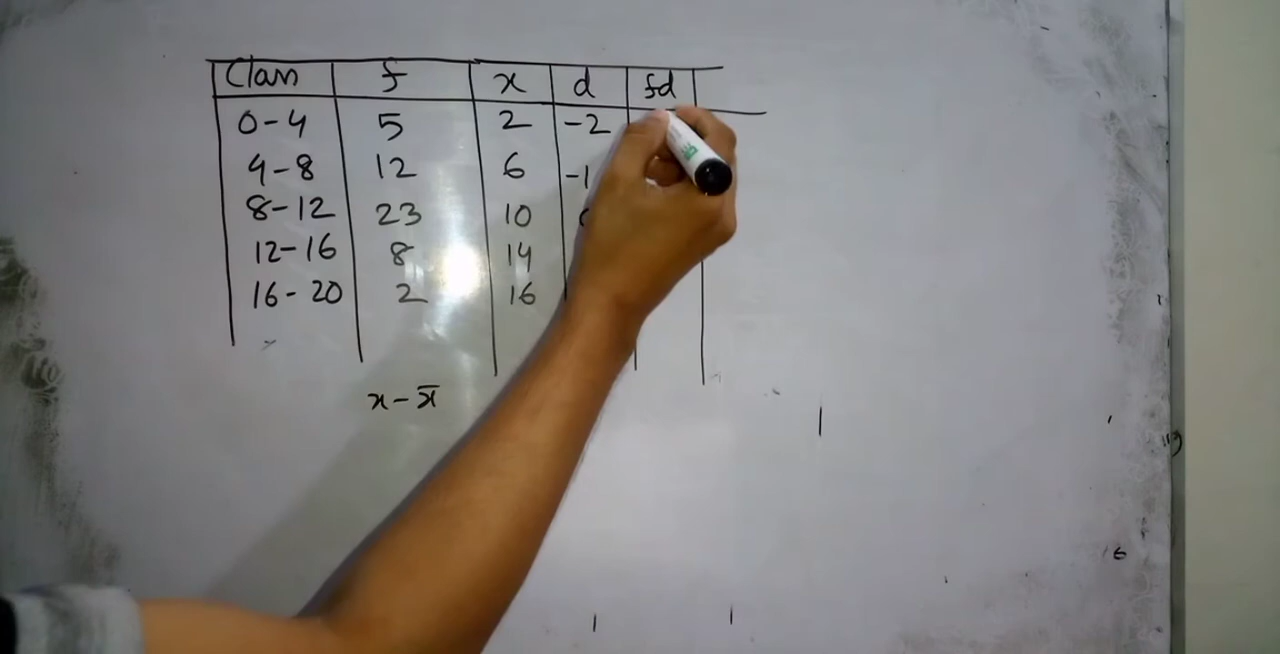 Class f x d fd
0-4 5 2 -2
4-8 12 6 -1
8-12 23 10
12-16 8 14
16-20 2 16
x - x̄